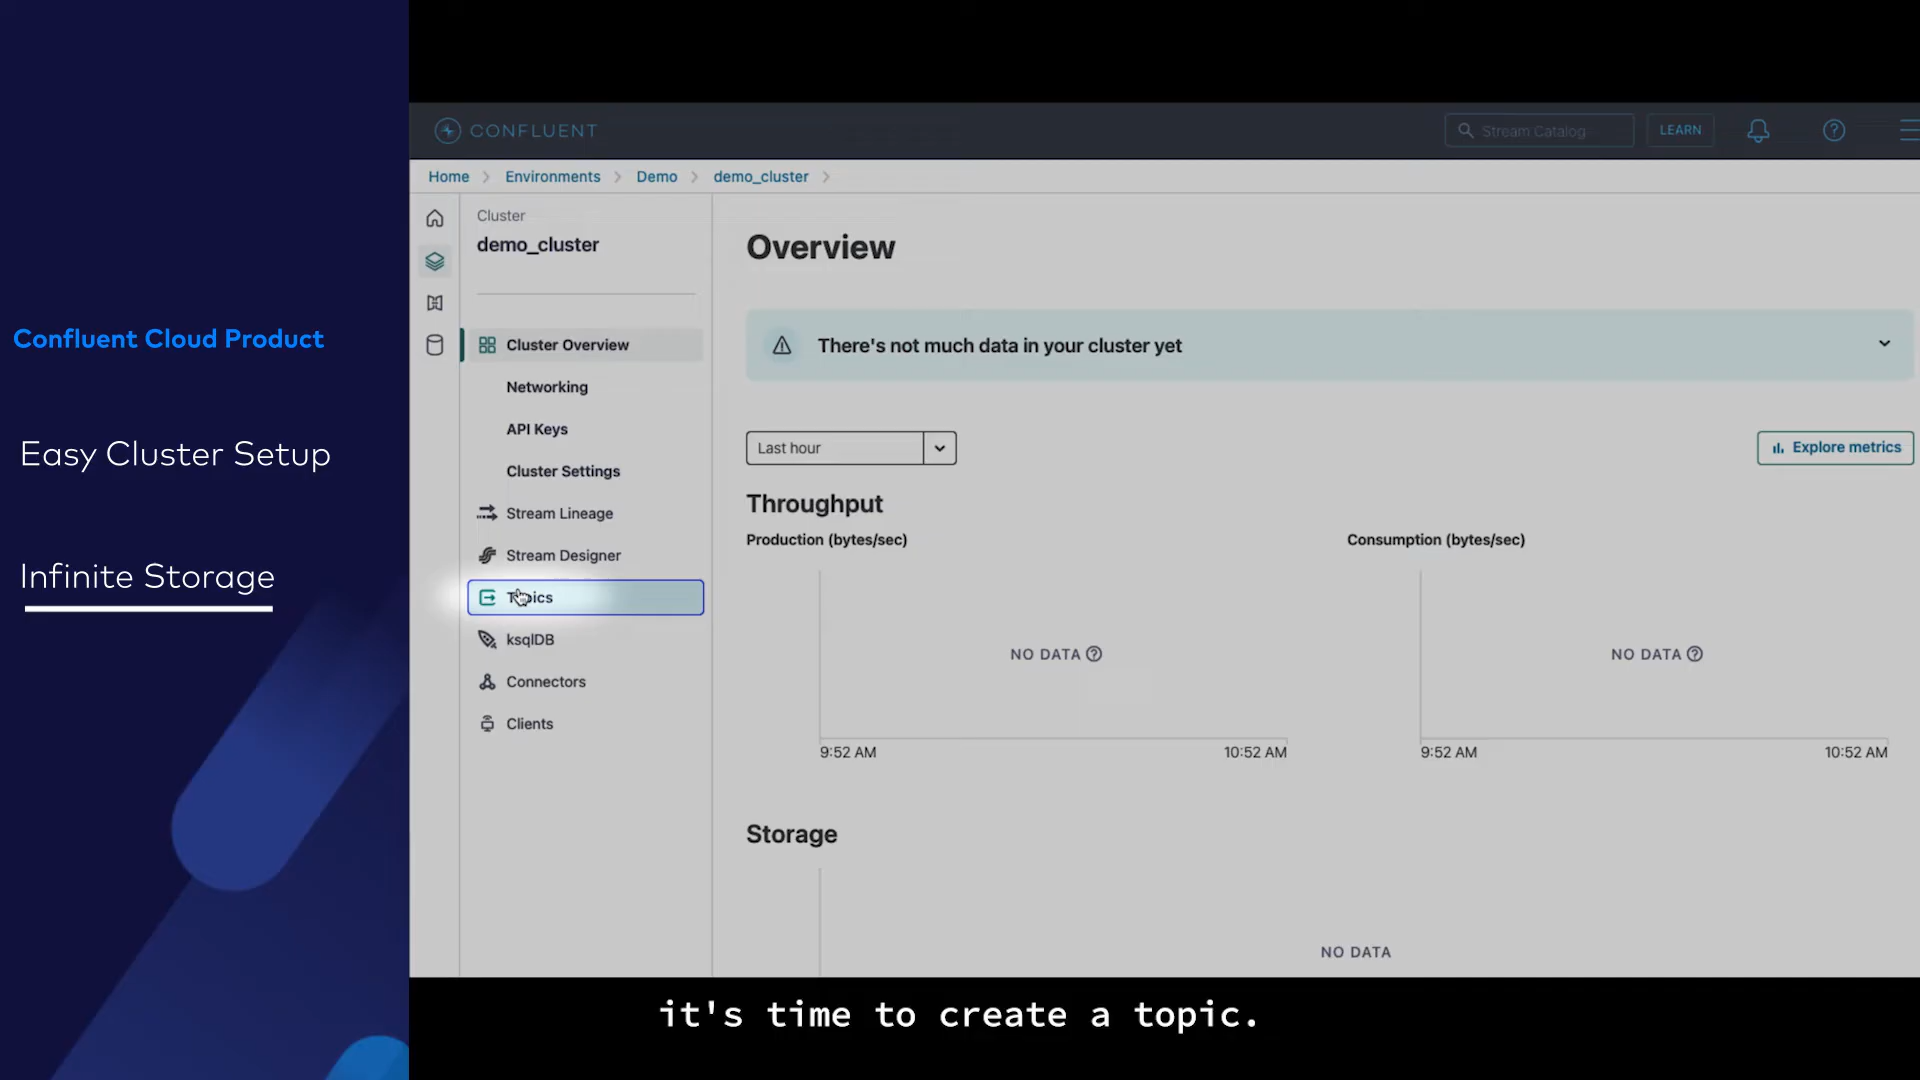 Confluent Cloud Product
Easy Cluster Setup
Infinite Storage
CONFLUENT
Stream Catalog
LEARN
Home
Environments
Demo
demo_cluster
Cluster
demo_cluster
Cluster Overview
Networking
API Keys
Cluster Settings
Stream Lineage
Stream Designer
Topics
ksqlDB
Connectors
Clients
Overview
There's not much data in your cluster yet
Last hour
Explore metrics
Throughput
Production (bytes/sec)
NO DATA
9:52 AM
10:52 AM
Consumption (bytes/sec)
NO DATA
9:52 AM
10:52 AM
Storage
NO DATA
it's time to create a topic.